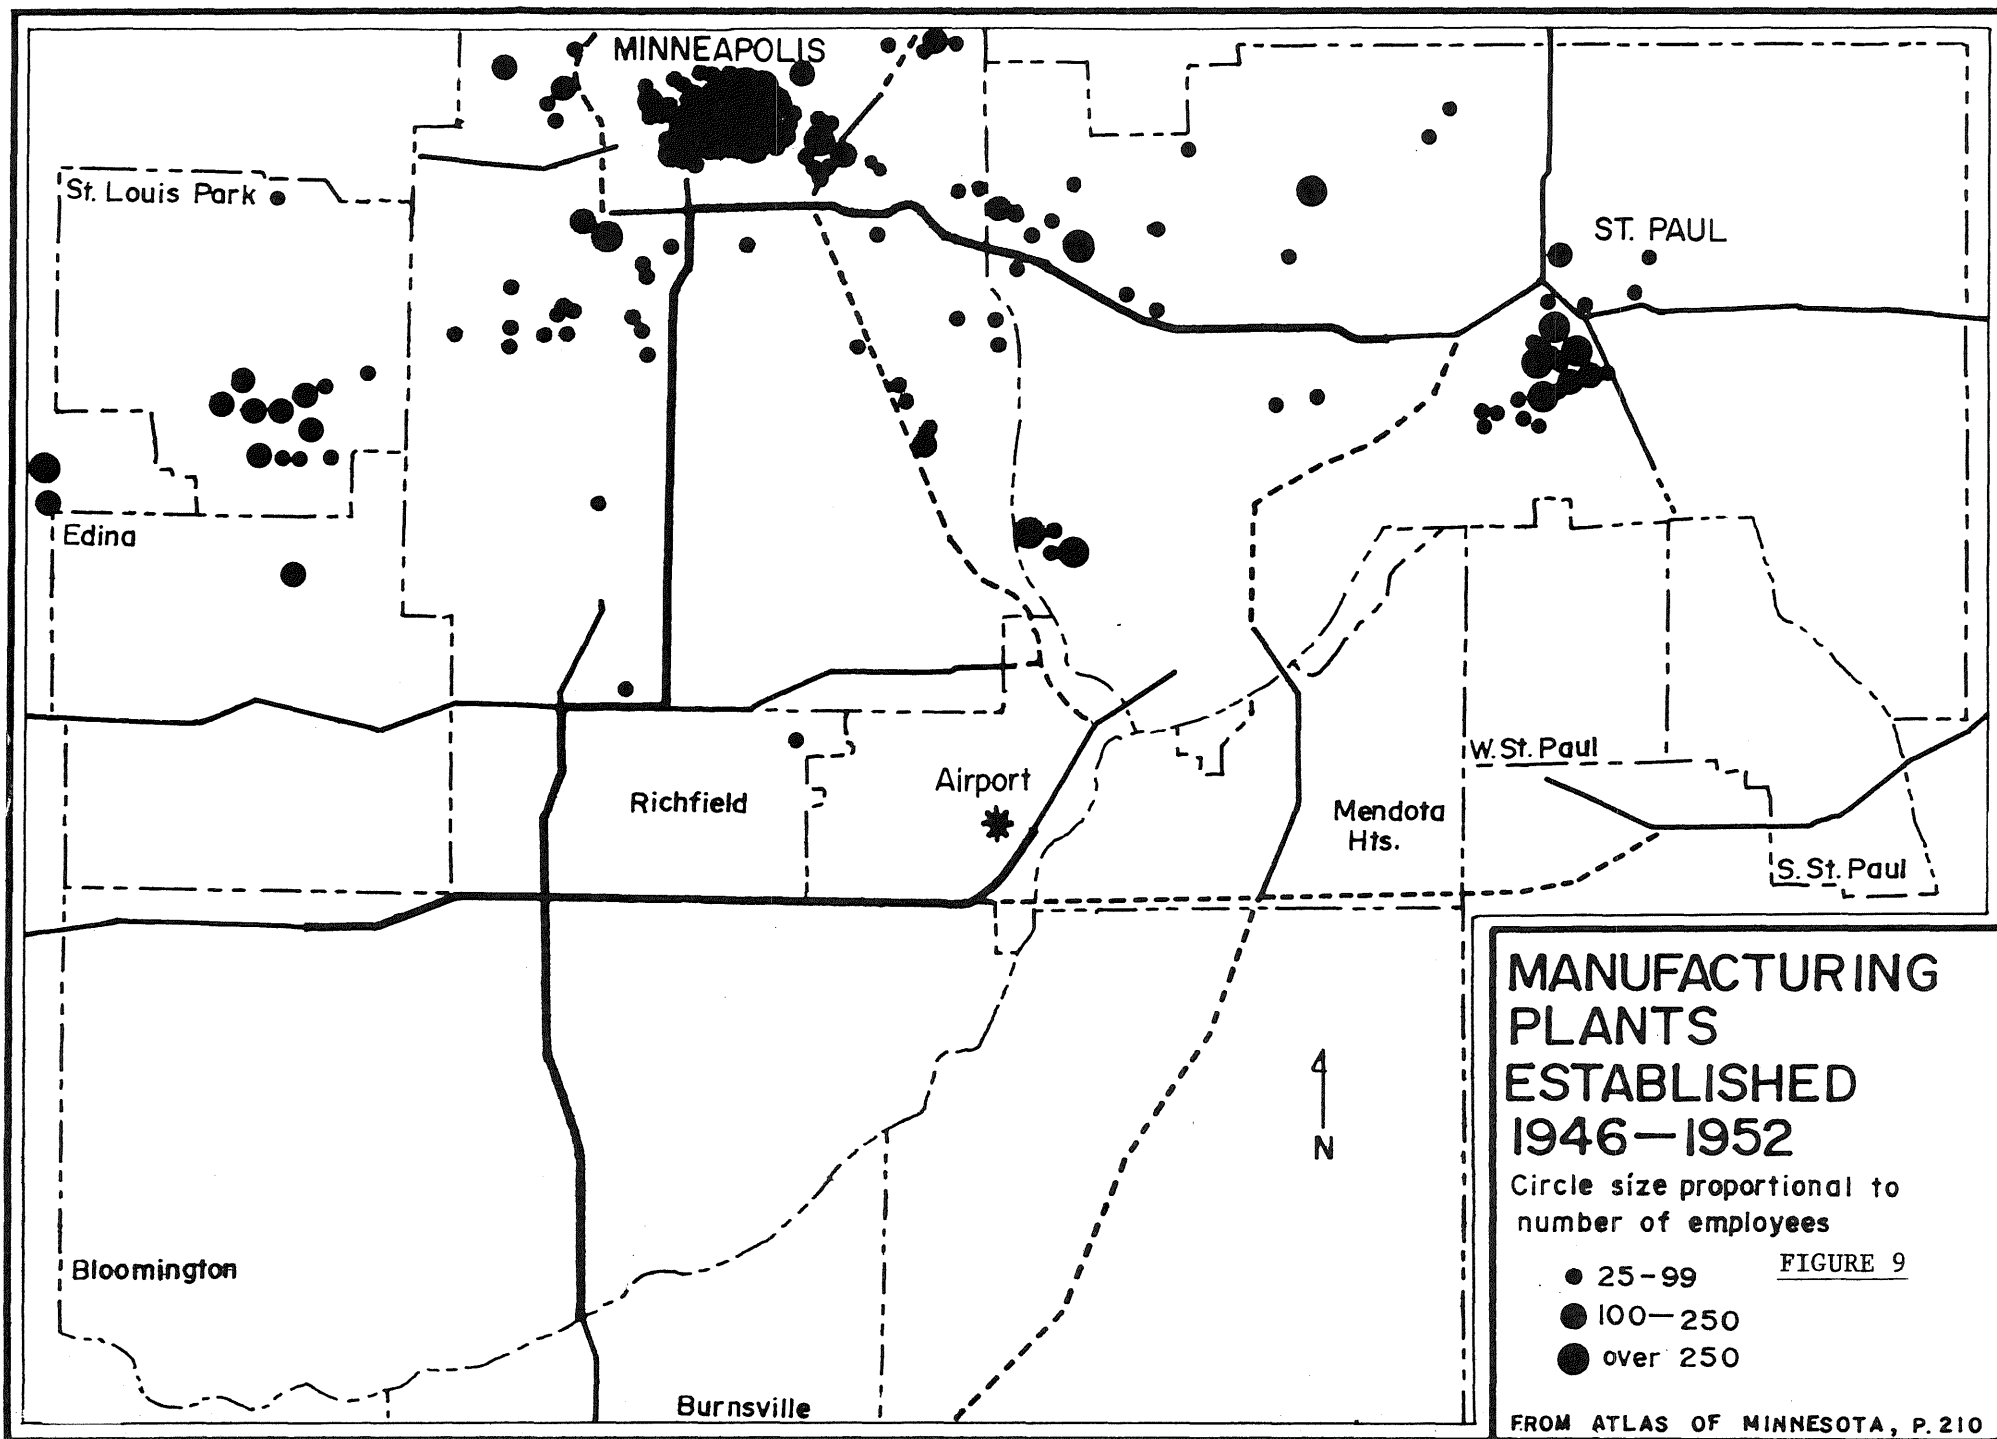 MINNEAPOLIS
St. Louis Park
ST. PAUL
Edina
Airport
W. St. Paul
Richfield
Mendota
Hts.
S. St. Paul
Bloomington
Burnsville
N
MANUFACTURING
PLANTS
ESTABLISHED
1946—1952
Circle size proportional to
number of employees
FIGURE 9
25-99
100-250
over 250
FROM ATLAS OF MINNESOTA, P. 210